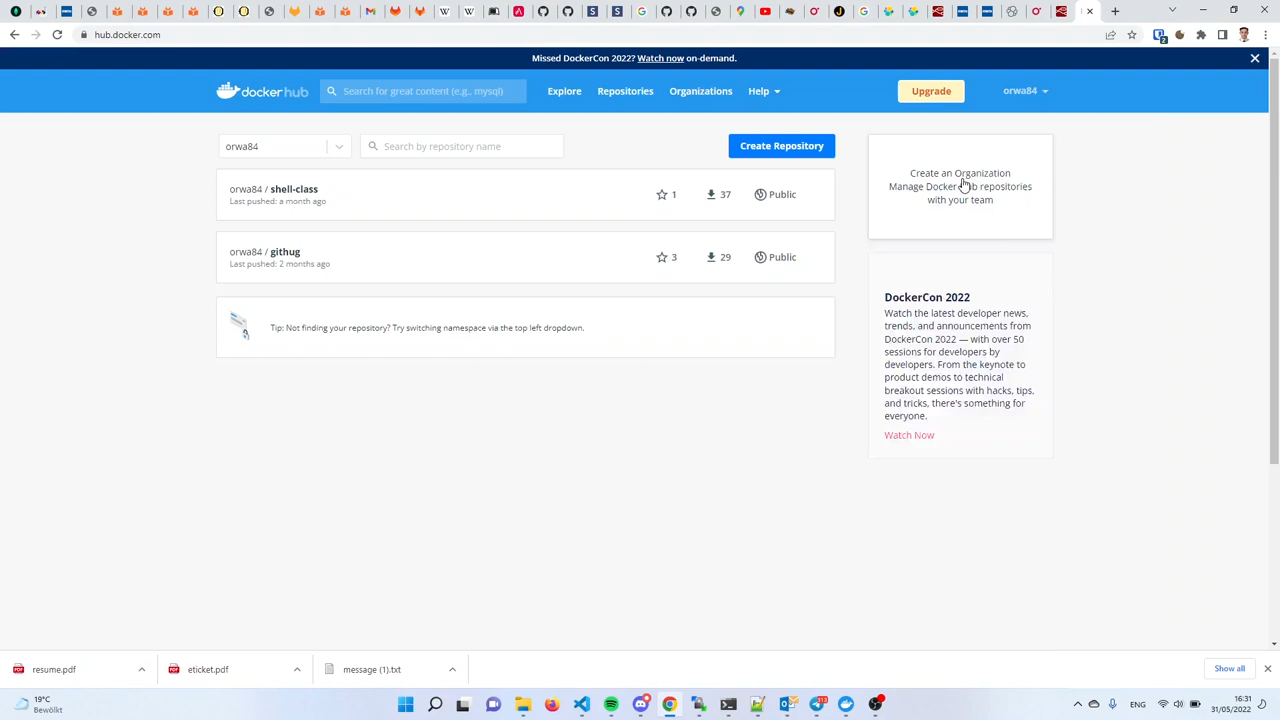 hub.docker.com
2
Missed DockerCon 2022? Watch now on-demand.
docker hub
Search for great content (e.g., mysql)
Explore
Repositories
Organizations
Help
Upgrade
orwa84
orwa84
Search by repository name
Create Repository
orwa84 / shell-class
Last pushed: a month ago
1
37
Public
orwa84 / githug
Last pushed: 2 months ago
3
29
Public
Tip: Not finding your repository? Try switching namespace via the top left dropdown.
Create an Organization
Manage Docker repositories
with your team
DockerCon 2022
Watch the latest developer news,
trends, and announcements from
DockerCon 2022 — with over 50
sessions for developers by
developers. From the keynote to
product demos to technical
breakout sessions with hacks, tips,
and tricks, there's something for
everyone.
Watch Now
resume.pdf
eticket.pdf
message (1).txt
Show all
19°C
Bewölkt
ENG
16:31
31/05/2022